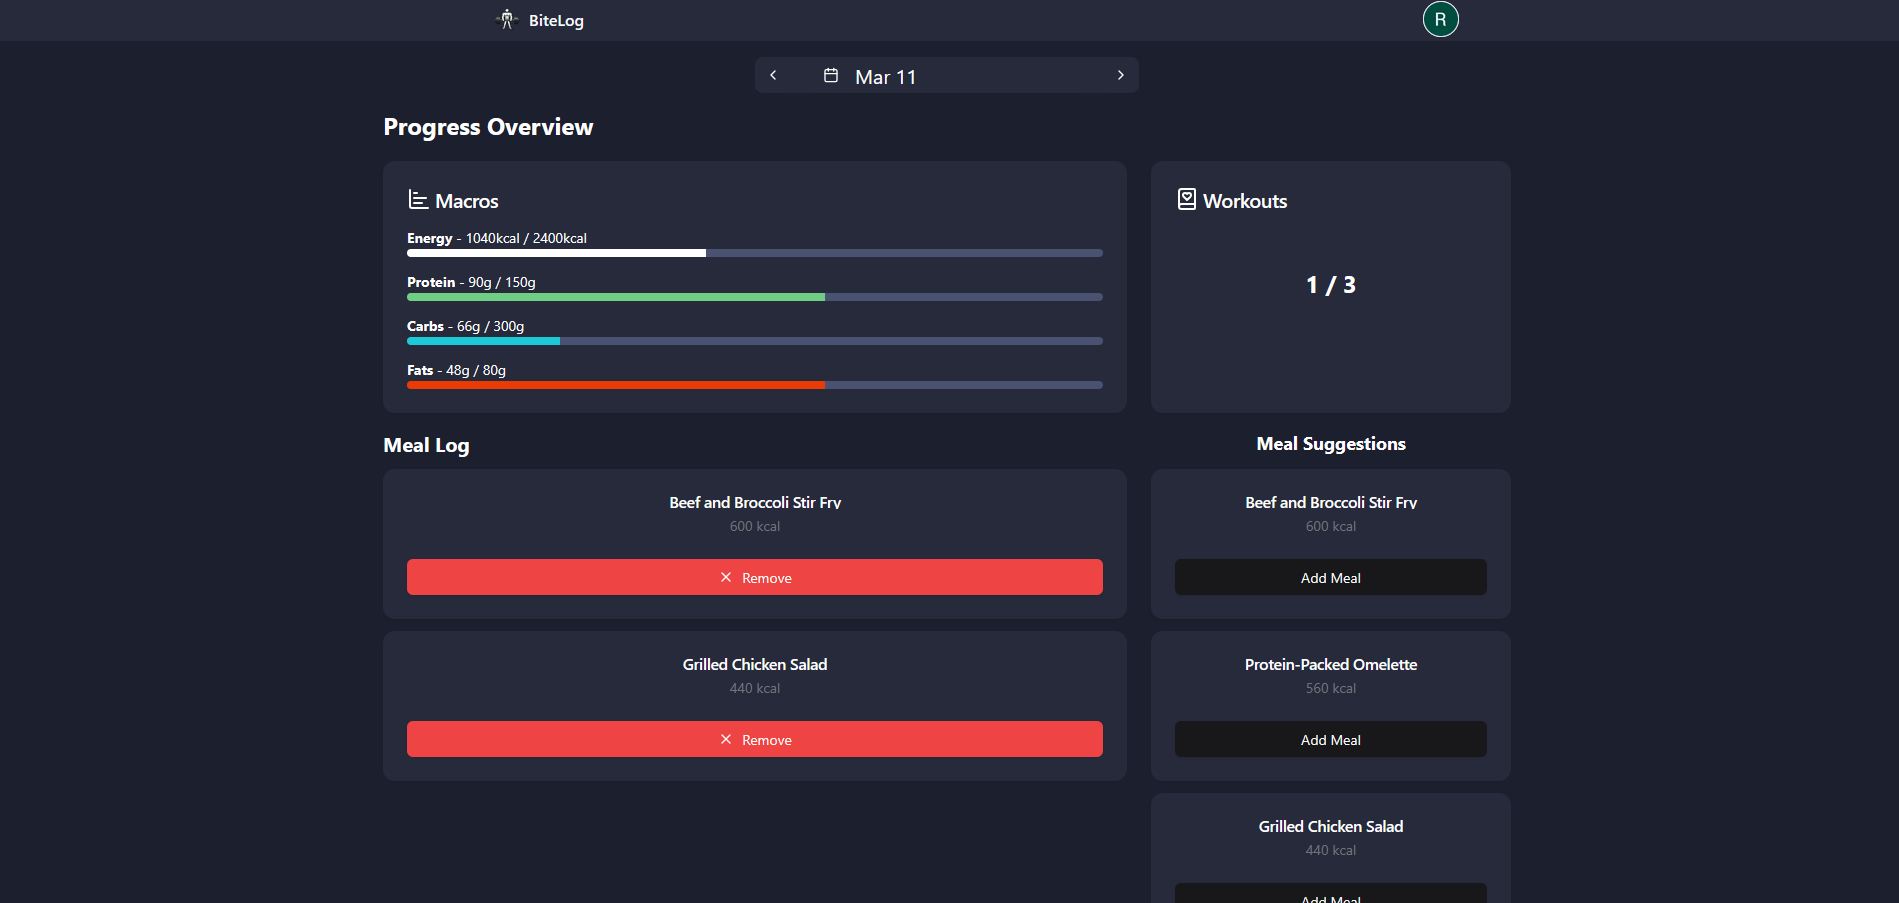 BiteLog
R
Mar 11
Progress Overview
Macros
Energy - 1040kcal / 2400kcal
Protein - 90g / 150g
Carbs - 66g / 300g
Fats - 48g / 80g
Workouts
1 / 3
Meal Log
Beef and Broccoli Stir Fry
600 kcal
Remove
Grilled Chicken Salad
440 kcal
Remove
Meal Suggestions
Beef and Broccoli Stir Fry
600 kcal
Add Meal
Protein-Packed Omelette
560 kcal
Add Meal
Grilled Chicken Salad
440 kcal
Add Meal